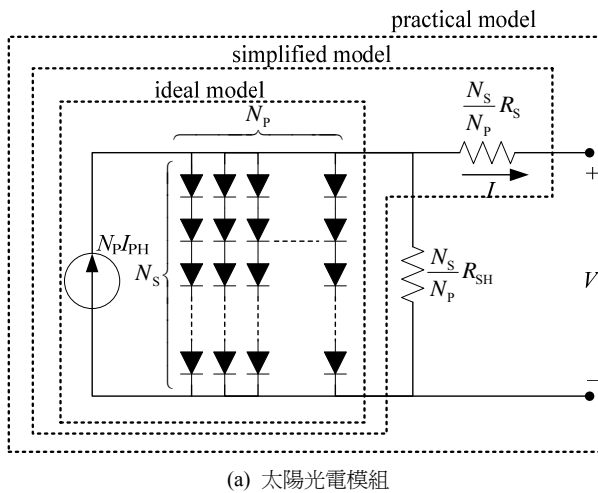 practical model
simplified model
ideal model
N_P
N_S/N_P R_S
I
+
N_P I_PH
N_S
N_S/N_P R_SH
V
−
(a) 太陽光電模組